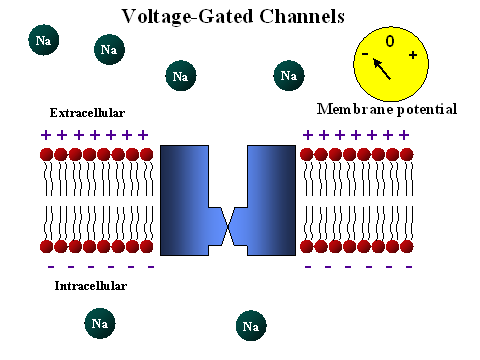 Voltage-Gated Channels
Na
Na
Na
Na
0
- +
Membrane potential
Extracellular
+ + + + + + +
+ + + + + + + +
- - - - - - - -
- - - - - - -
Intracellular
Na
Na